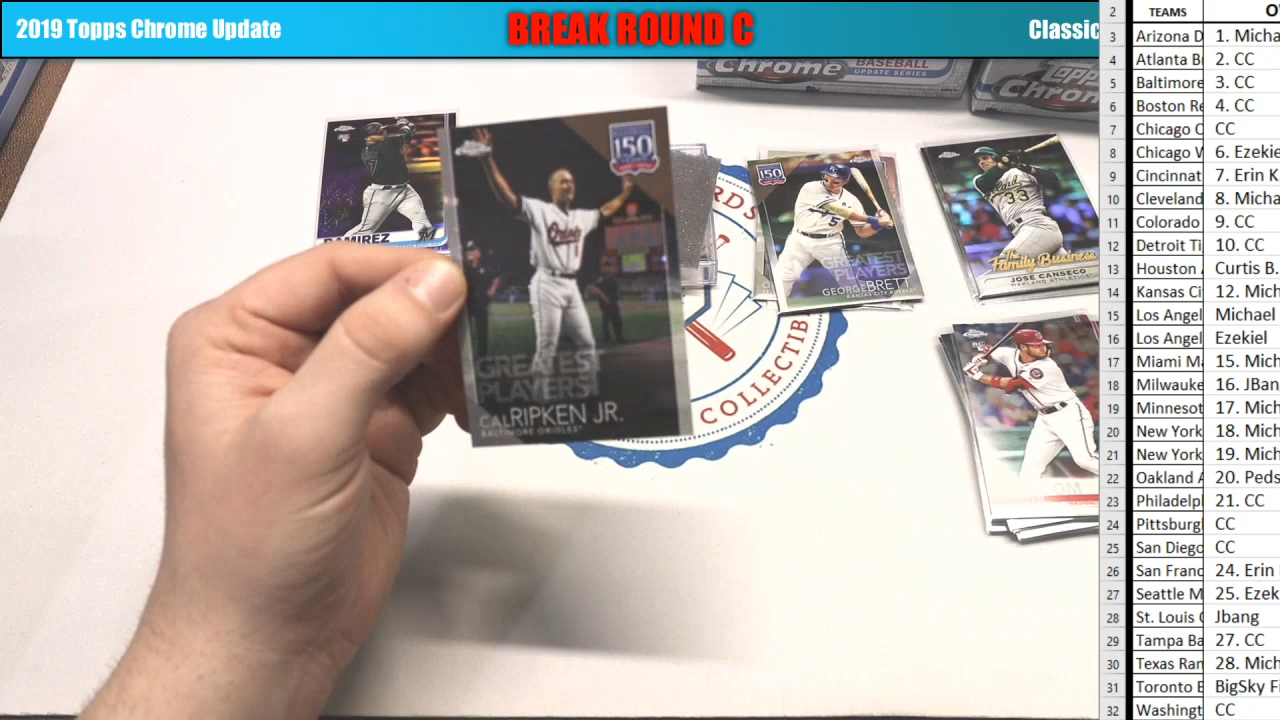 2019 Topps Chrome Update
BREAK ROUND C
Classic
Chrome
BASEBALL
UPDATE SERIES
Topps
Chrom
RAMIREZ
Chrome
150
GREATEST
PLAYERS
CAL RIPKEN JR.
BALTIMORE ORIOLES
Orioles
150
GREATEST
PLAYERS
GEORGE BRETT
KANSAS CITY ROYALS
5
33
The
Family Business
JOSE CANSECO
OAKLAND ATHLETICS
RDS
COLLECTIB
2 TEAMS O
3 Arizona D 1. Micha
4 Atlanta B 2. CC
5 Baltimore 3. CC
6 Boston Re 4. CC
7 Chicago C CC
8 Chicago W 6. Ezekie
9 Cincinnat 7. Erin K
10 Cleveland 8. Micha
11 Colorado 9. CC
12 Detroit Ti 10. CC
13 Houston A Curtis B.
14 Kansas Ci 12. Mich
15 Los Angel Michael
16 Los Angel Ezekiel
17 Miami Ma 15. Mich
18 Milwauke 16. JBan
19 Minnesot 17. Mich
20 New York 18. Mich
21 New York 19. Mich
22 Oakland A 20. Peds
23 Philadelp 21. CC
24 Pittsburg CC
25 San Diego CC
26 San Franc 24. Erin
27 Seattle M 25. Ezek
28 St. Louis C Jbang
29 Tampa Ba 27. CC
30 Texas Ran 28. Mich
31 Toronto B BigSky Fi
32 Washingt CC